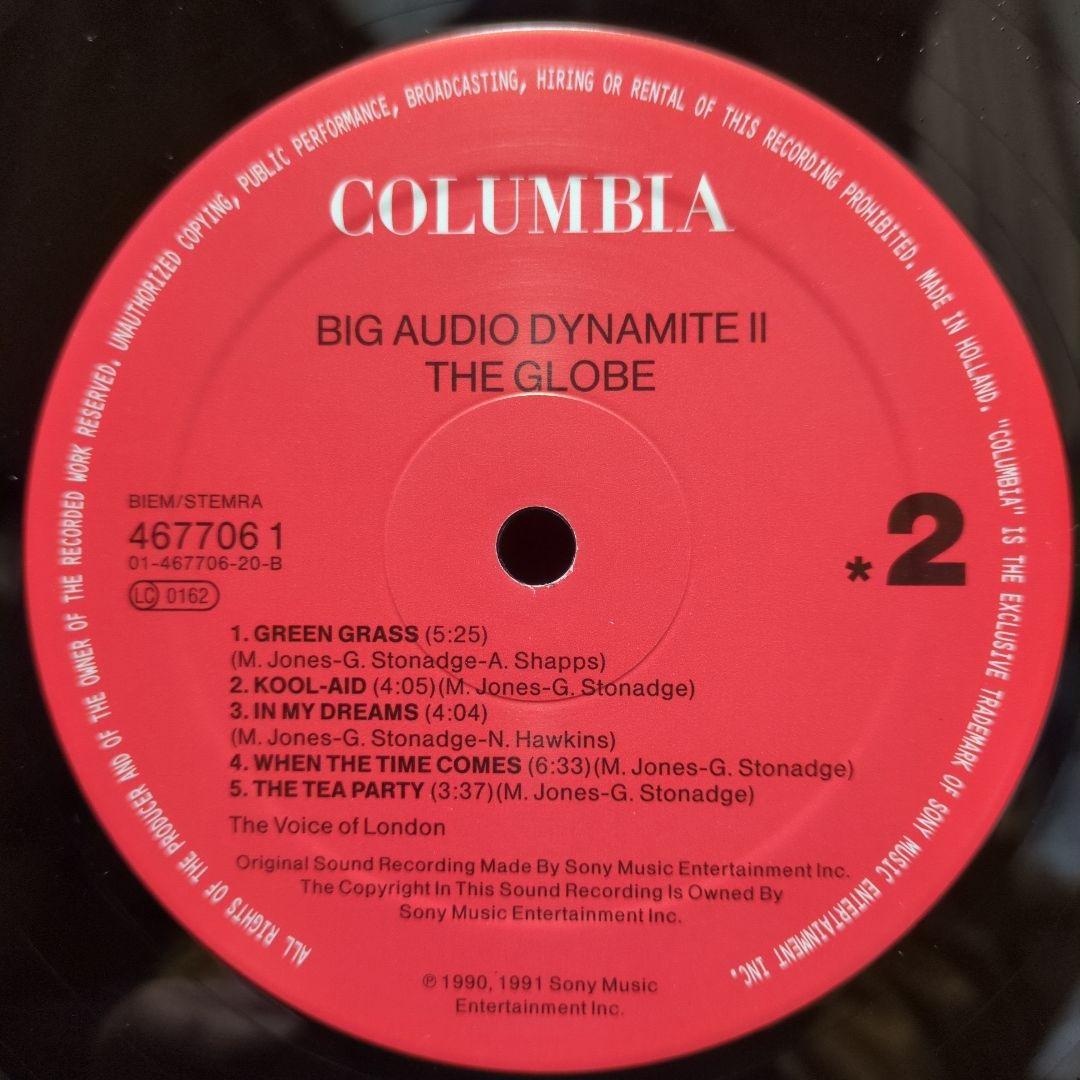 ALL RIGHTS OF THE PRODUCER AND OF THE OWNER OF THE RECORDED WORK RESERVED. UNAUTHORIZED COPYING, PUBLIC PERFORMANCE, BROADCASTING, HIRING OR RENTAL OF THIS RECORDING PROHIBITED. MADE IN HOLLAND. "COLUMBIA" IS THE EXCLUSIVE TRADEMARK OF SONY MUSIC ENTERTAINMENT INC.
COLUMBIA
BIG AUDIO DYNAMITE II
THE GLOBE
BIEM/STEMRA
467706 1
01-467706-20-B
LC 0162
*2
1. GREEN GRASS (5:25)
(M. Jones-G. Stonadge-A. Shapps)
2. KOOL-AID (4:05)(M. Jones-G. Stonadge)
3. IN MY DREAMS (4:04)
(M. Jones-G. Stonadge-N. Hawkins)
4. WHEN THE TIME COMES (6:33)(M. Jones-G. Stonadge)
5. THE TEA PARTY (3:37)(M. Jones-G. Stonadge)
The Voice of London
Original Sound Recording Made By Sony Music Entertainment Inc.
The Copyright In This Sound Recording Is Owned By
Sony Music Entertainment Inc.
℗ 1990, 1991 Sony Music
Entertainment Inc.